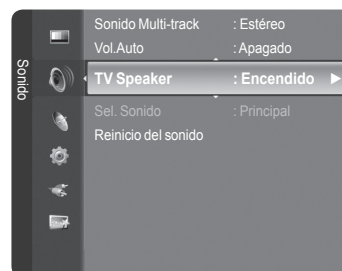 Sonido
Sonido Multi-track : Estéreo
Vol.Auto : Apagado
TV Speaker : Encendido
Sel. Sonido : Principal
Reinicio del sonido